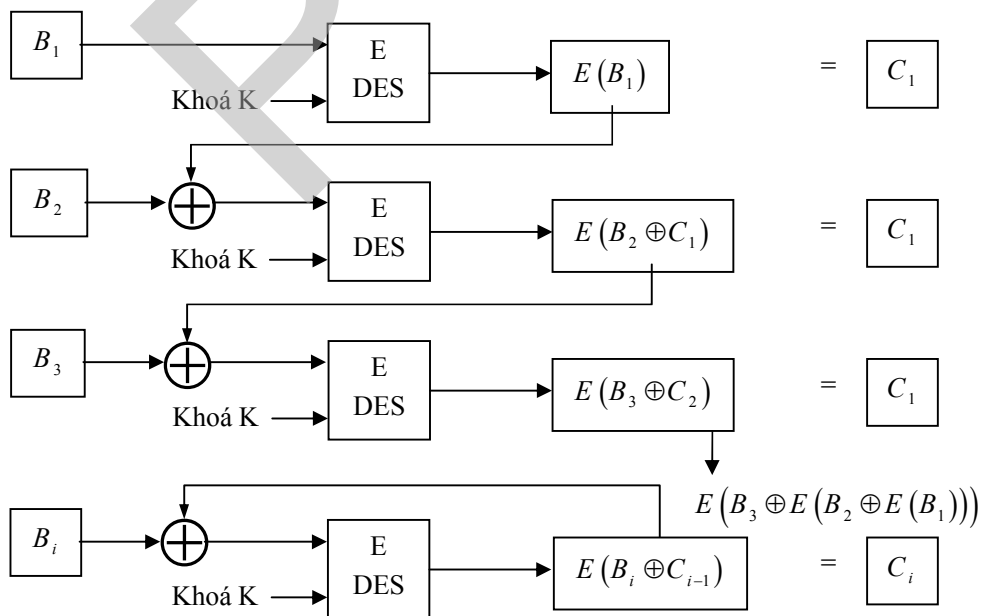 B₁ E DES E(B₁) = C₁
Khoá K
B₂ E DES E(B₂ ⊕ C₁) = C₁
Khoá K
B₃ E DES E(B₃ ⊕ C₂) = C₁
Khoá K
E(B₃ ⊕ E(B₂ ⊕ E(B₁)))
Bᵢ E DES E(Bᵢ ⊕ Cᵢ₋₁) = Cᵢ
Khoá K